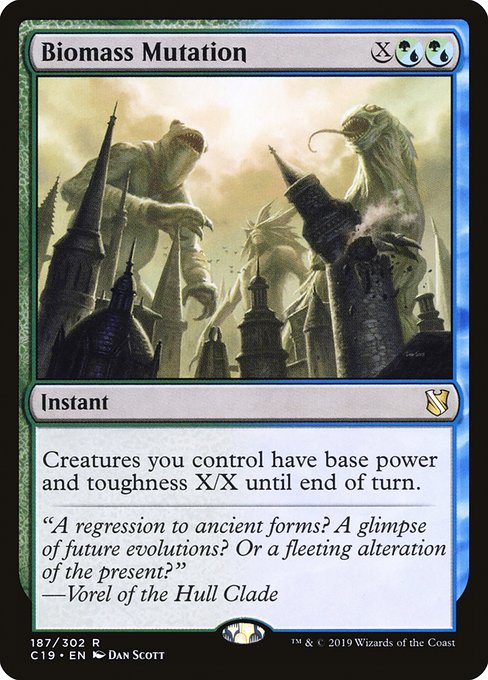 Biomass Mutation X
Instant
Creatures you control have base power
and toughness X/X until end of turn.
“A regression to ancient forms? A glimpse
of future evolutions? Or a fleeting alteration
of the present?”
—Vorel of the Hull Clade
187/302 R
C19 • EN Dan Scott
™ & © 2019 Wizards of the Coast